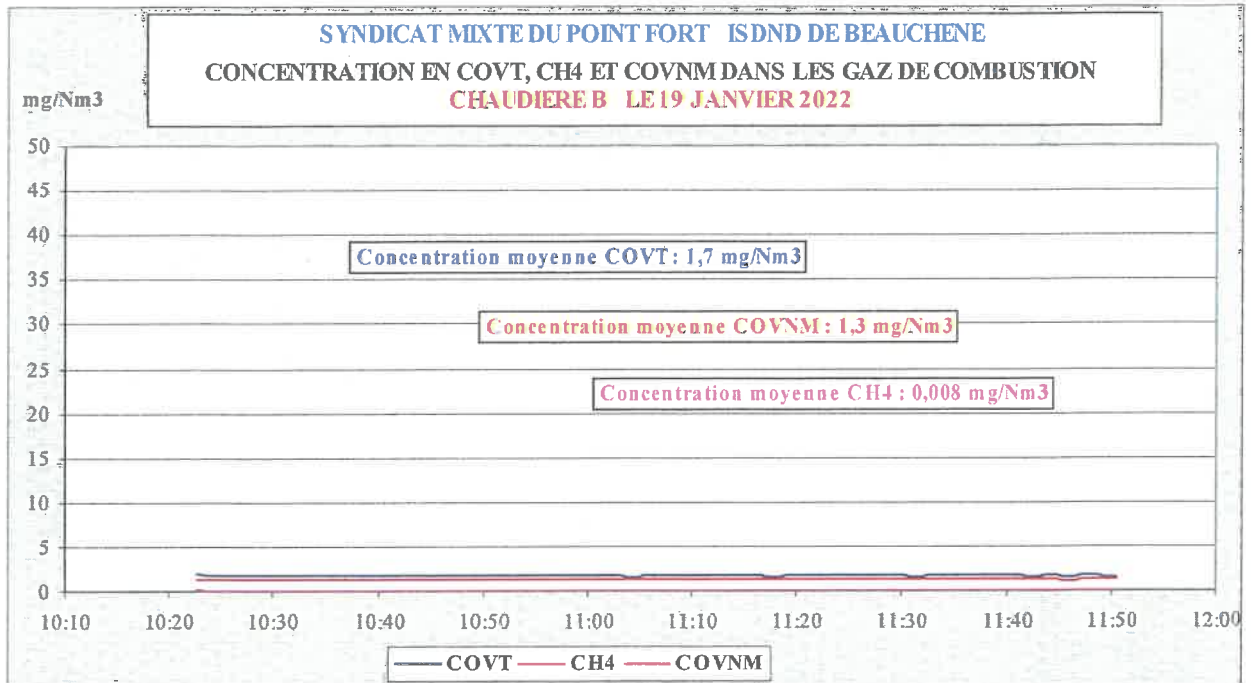 SYNDICAT MIXTE DU POINT FORT ISDND DE BEAUCHENE
CONCENTRATION EN COVT, CH4 ET COVNM DANS LES GAZ DE COMBUSTION
CHAUDIERE B LE 19 JANVIER 2022
mg/Nm3
50
45
40
35
30
25
20
15
10
5
0
Concentration moyenne COVT : 1,7 mg/Nm3
Concentration moyenne COVNM : 1,3 mg/Nm3
Concentration moyenne CH4 : 0,008 mg/Nm3
10:10 10:20 10:30 10:40 10:50 11:00 11:10 11:20 11:30 11:40 11:50 12:00
COVT CH4 COVNM